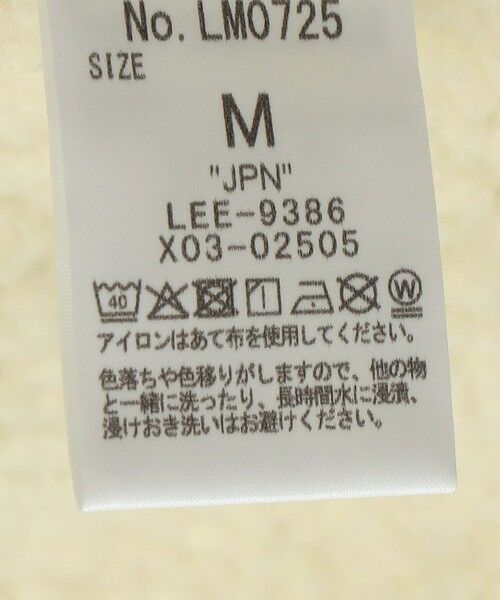 No. LM0725
SIZE
M
"JPN"
LEE-9386
X03-02505
40 W
アイロンはあて布を使用してください。
色落ちや色移りがしますので、他の物
と一緒に洗ったり、長時間水に浸漬、
浸けおき洗いはお避けください。